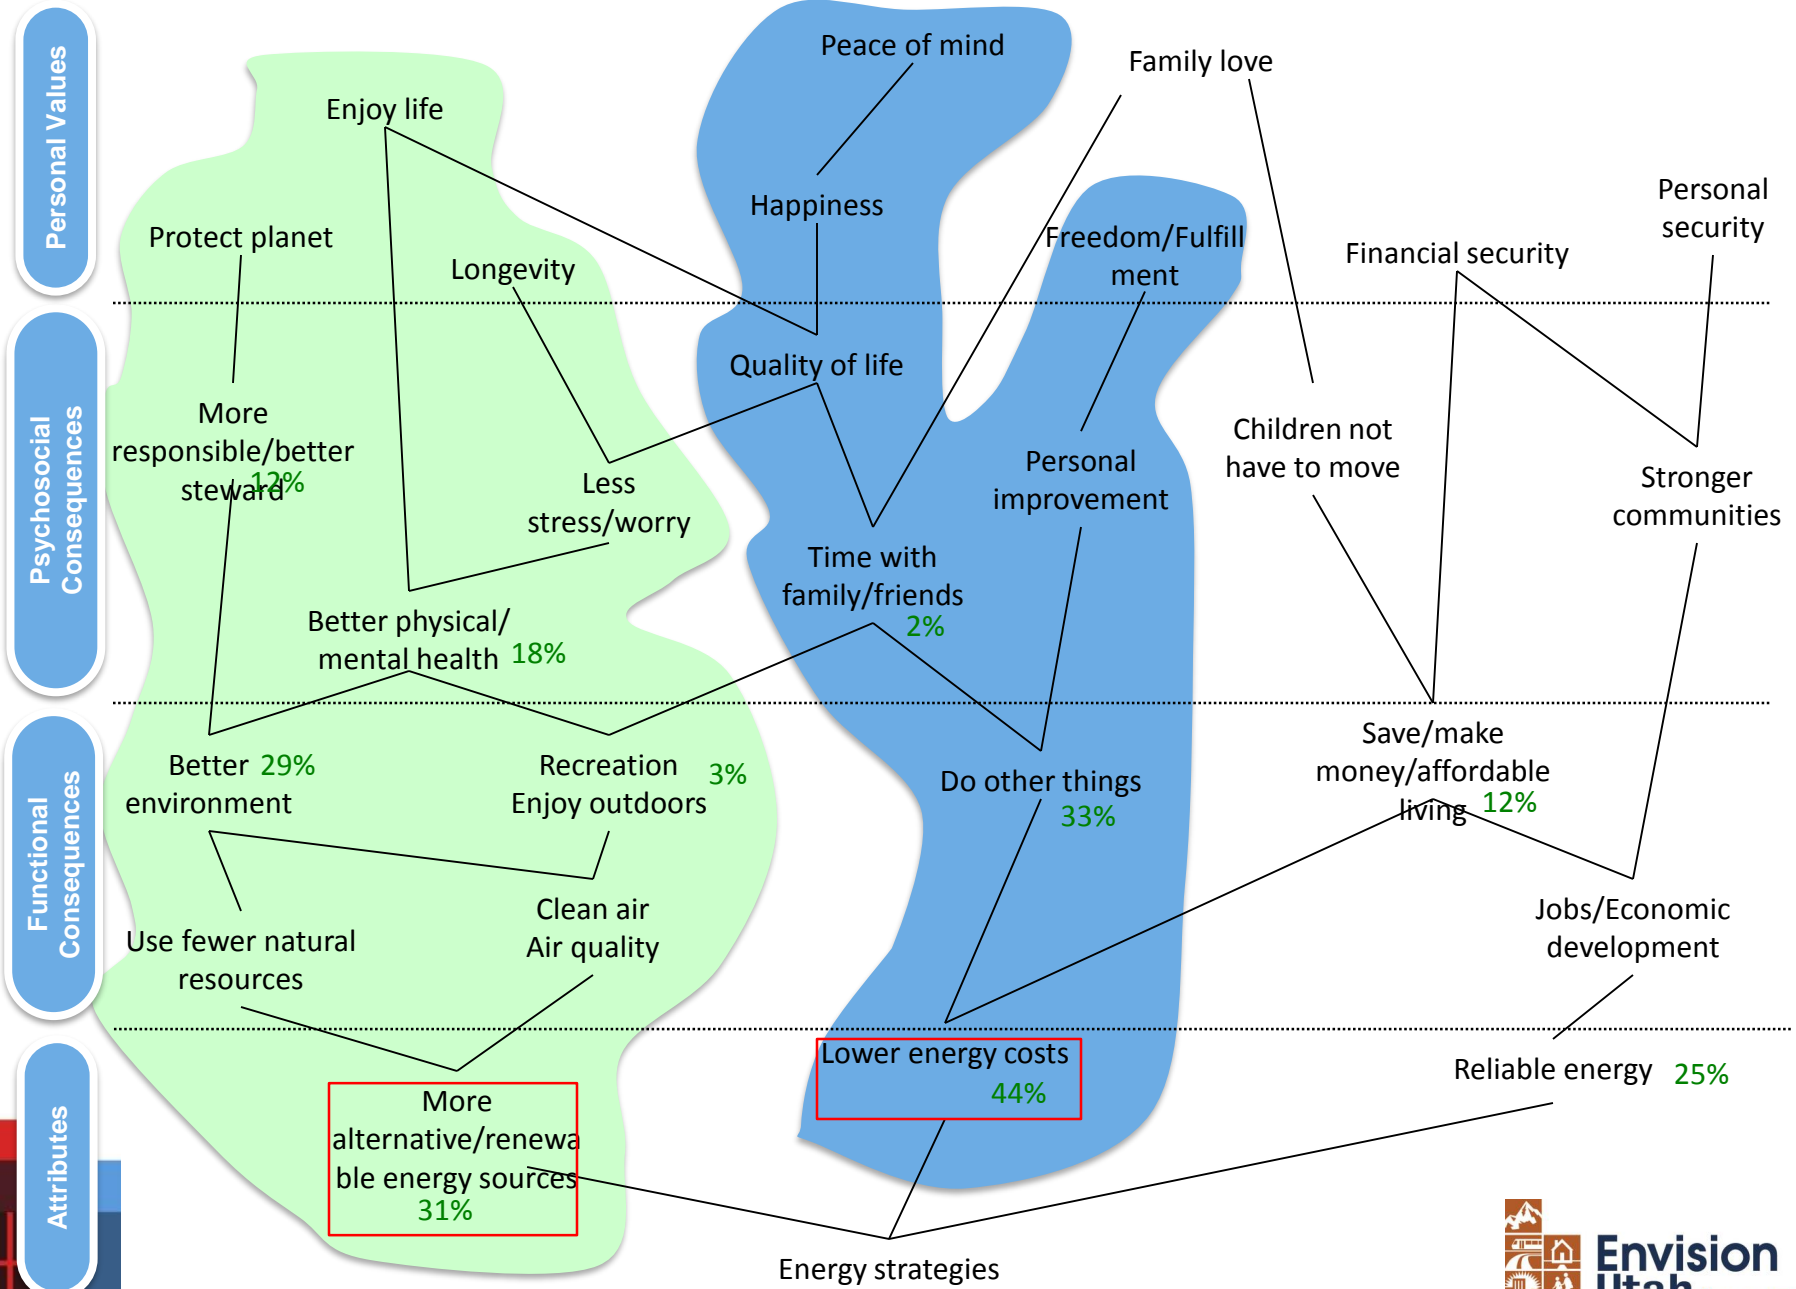 Personal Values
Peace of mind
Family love
Enjoy life
Personal
security
Happiness
Protect planet
Freedom/Fulfill
ment
Financial security
Longevity
Psychosocial
Consequences
Quality of life
More
responsible/better
steward
12%
Children not
have to move
Personal
improvement
Less
stress/worry
Stronger
communities
Time with
family/friends
2%
Better physical/
mental health
18%
Functional
Consequences
Better
29%
environment
Recreation
Enjoy outdoors
3%
Do other things
33%
Save/make
money/affordable
living
12%
Use fewer natural
resources
Clean air
Air quality
Jobs/Economic
development
Attributes
More
alternative/renewa
ble energy sources
31%
Lower energy costs
44%
Reliable energy
25%
Energy strategies
Envision
Utah